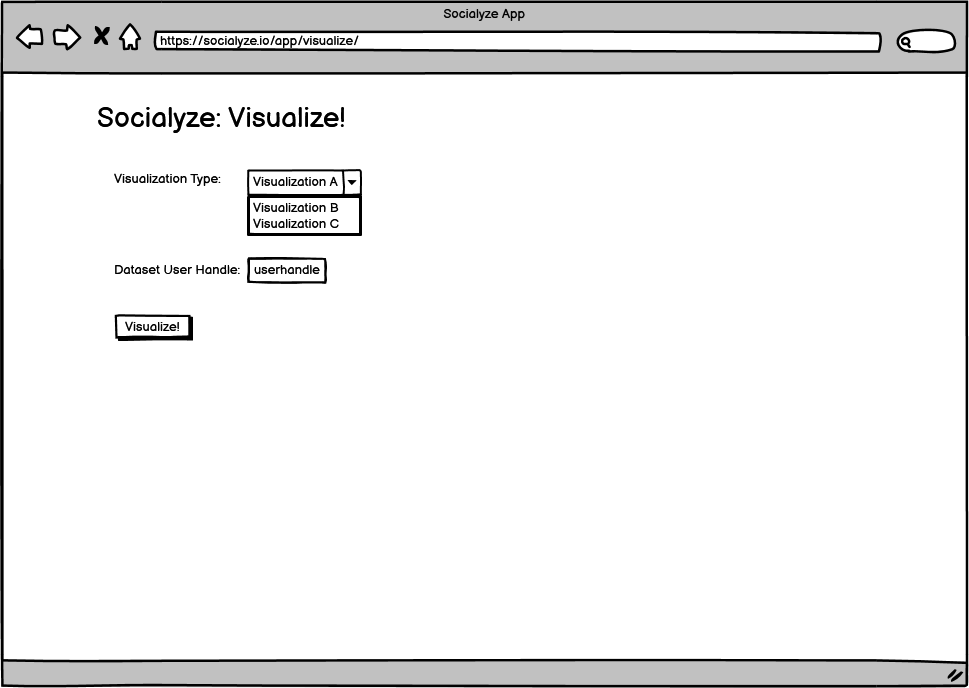 Socialyze App
https://socialyze.io/app/visualize/
Socialyze: Visualize!
Visualization Type: Visualization A
Visualization B
Visualization C
Dataset User Handle: userhandle
Visualize!